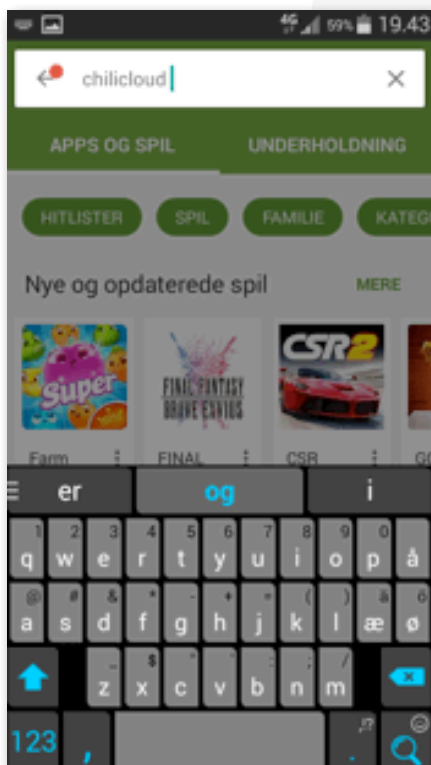 4G 59% 19.43
chilicloud
APPS OG SPIL UNDERHOLDNING
HITLISTER SPIL FAMILIE KATEG
Nye og opdaterede spil MERE
Super
FINAL FANTASY
BRAVE EXVIUS
CSR2
Farm FINAL CSR GO
er og i
1 2 3 4 5 6 7 8 9 0
q w e r t y u i o p å
@ # & * - + = ( ) ä ö
a s d f g h j k l æ ø
_ $ " ' : ; /
z x c v b n m
123 , . ,!?